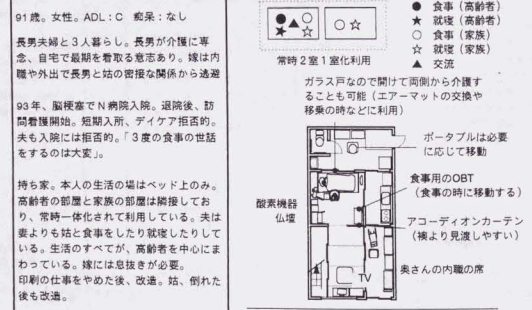 91歳。女性。ADL：C　痴呆：なし
長男夫婦と3人暮らし。長男が介護に専
念、自宅で最期を看取る意志あり。嫁は内
職や外出で長男と姑の密接な関係から逃避
93年、脳梗塞でN病院入院。退院後、訪
問看護開始。短期入所、デイケア拒否的。
夫も入院には拒否的。「3度の食事の世話
をするのは大変」。
持ち家。本人の生活の場はベッド上のみ。
高齢者の部屋と家族の部屋は隣接してお
り、常時一体化されて利用している。夫は
妻よりも姑と食事をしたり就寝したりして
いる。生活のすべてが、高齢者を中心にま
わっている。嫁には息抜きが必要。
印刷の仕事をやめた後、改造。姑、倒れた
後も改造。
● 食事（高齢者）
★ 就寝（高齢者）
○ 食事（家族）
☆ 就寝（家族）
▲ 交流
常時2室1室化利用
ガラス戸なので開けて両側から介護す
ることも可能（エアーマットの交換や
移乗の時などに利用）
ポータブルは必要
に応じて移動
食事用のOBT
（食事の時に移動する）
酸素機器
仏壇
アコーディオンカーテン
（襖より見渡しやすい）
奥さんの内職の席
TV